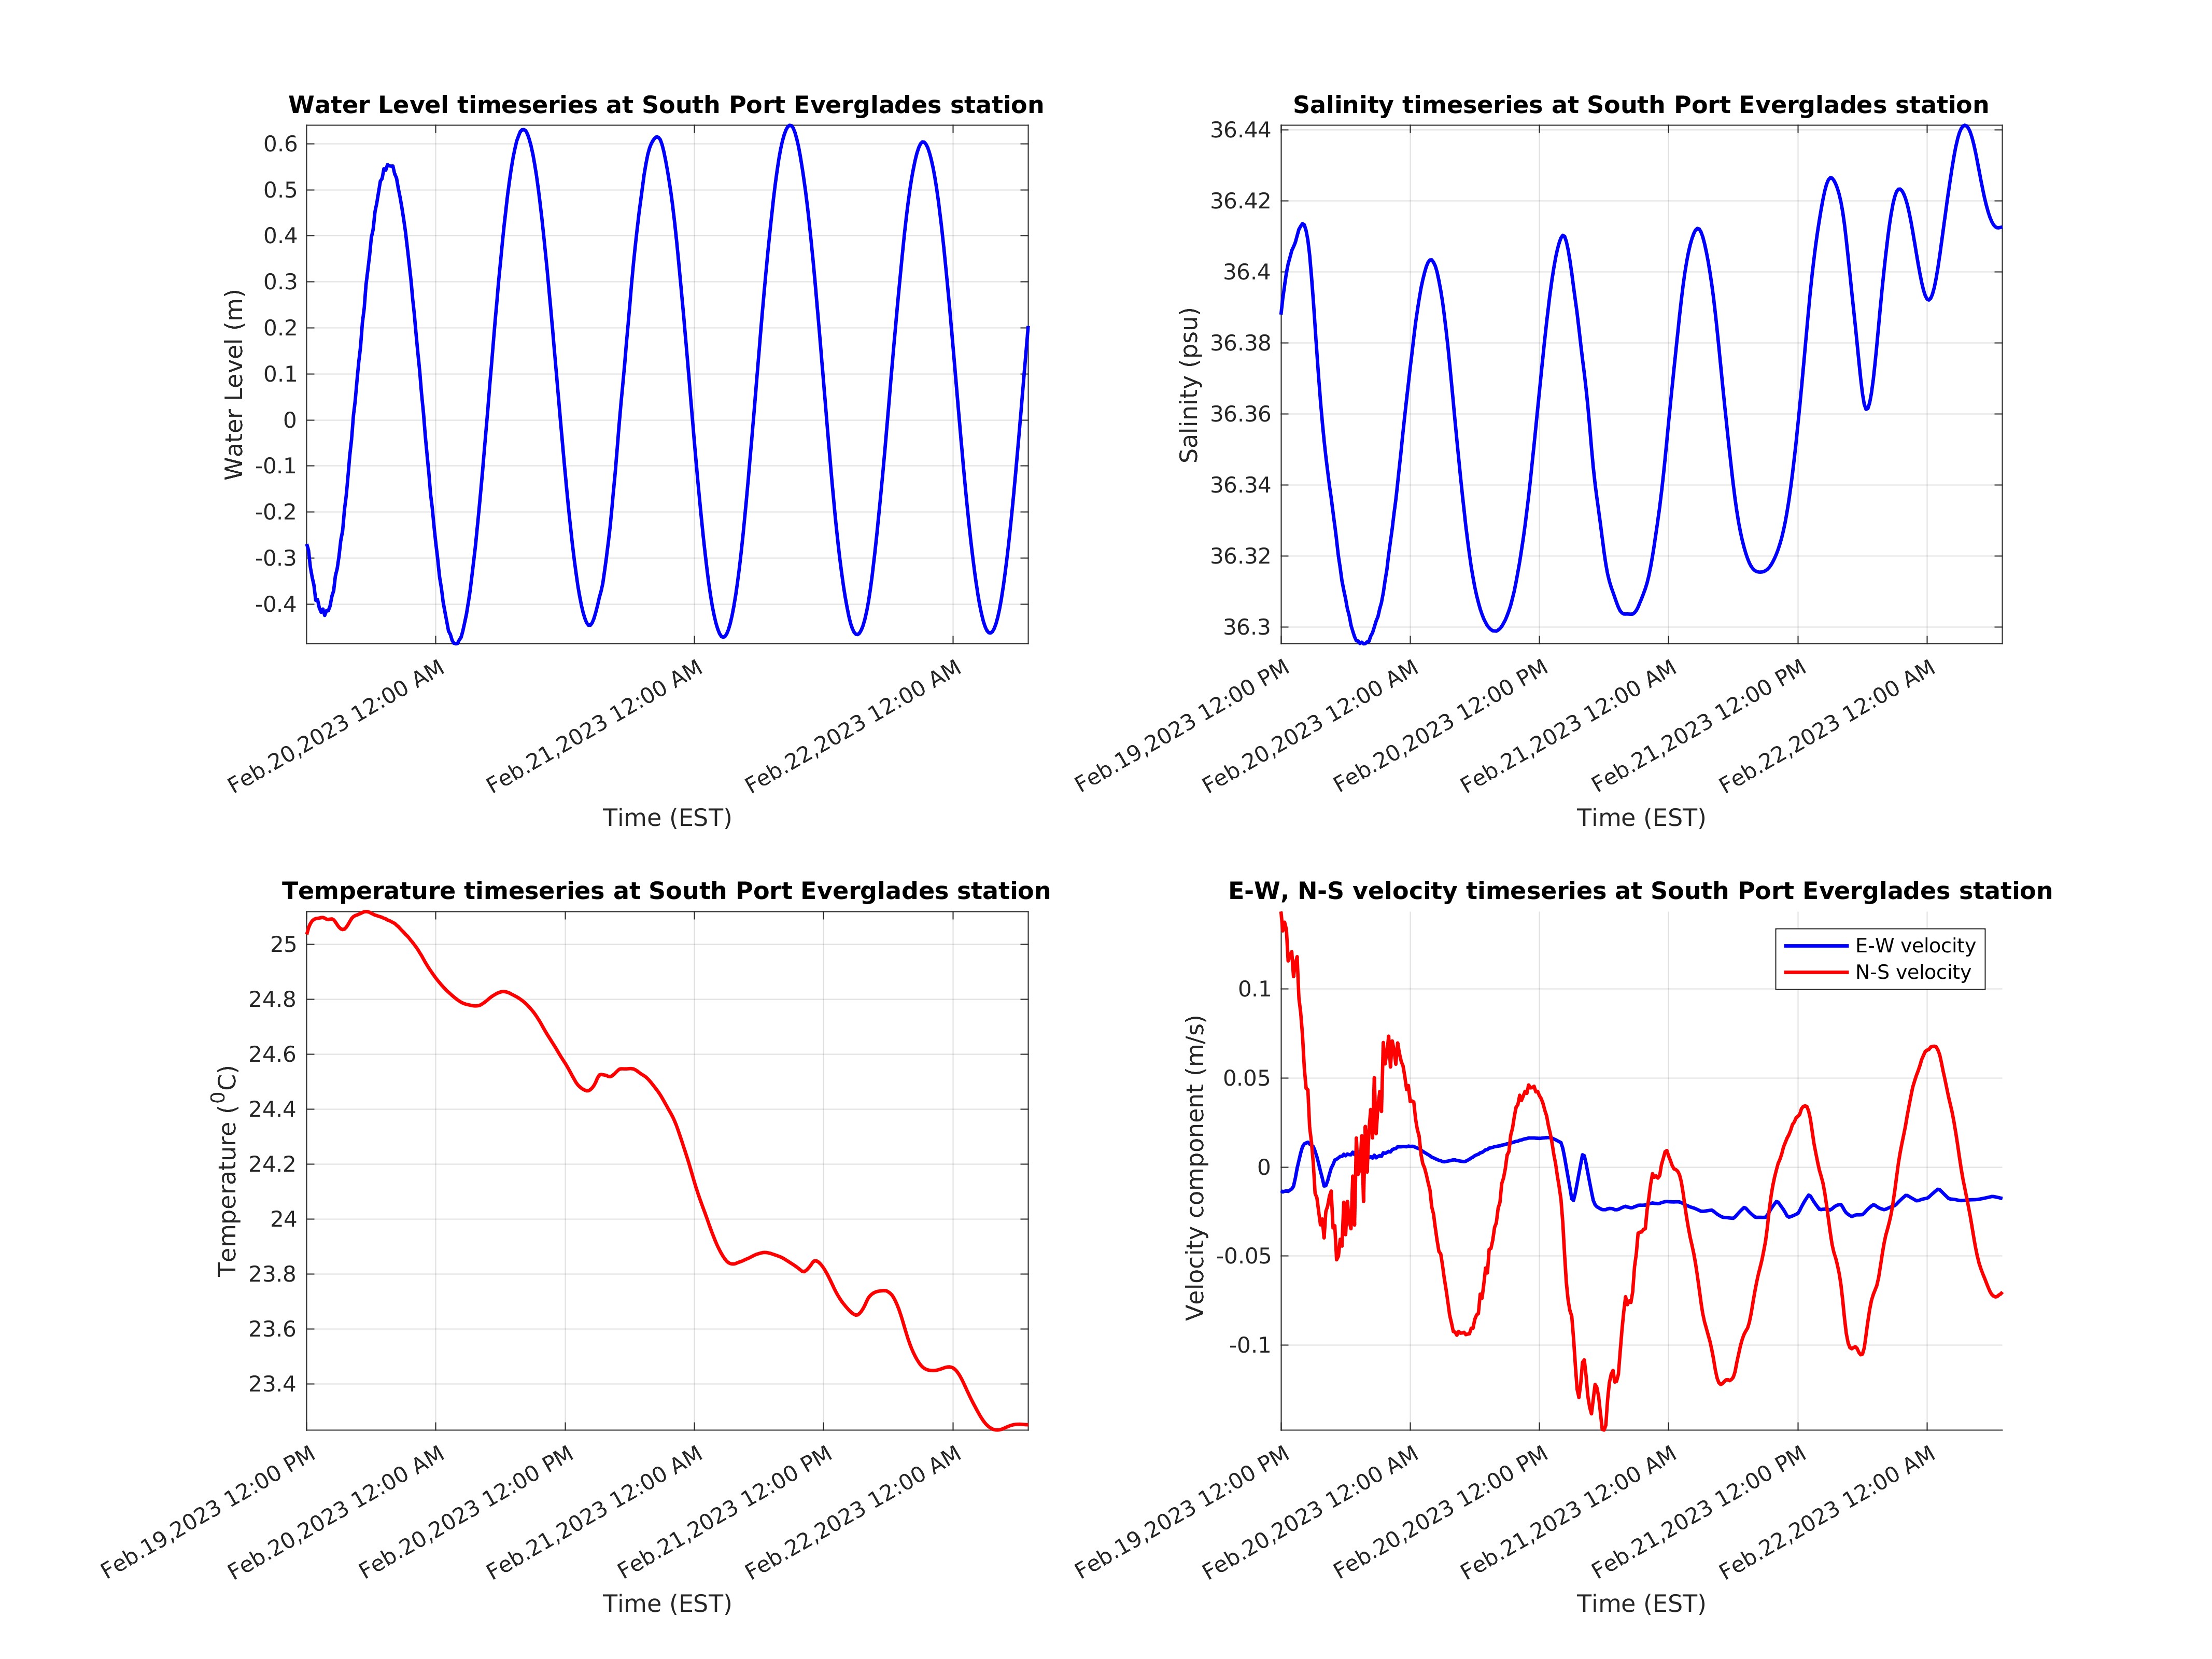 Water Level timeseries at South Port Everglades station
0.6
0.5
0.4
0.3
0.2
0.1
0
-0.1
-0.2
-0.3
-0.4
Water Level (m)
Feb.20,2023 12:00 AM
Feb.21,2023 12:00 AM
Feb.22,2023 12:00 AM
Time (EST)
Salinity timeseries at South Port Everglades station
36.44
36.42
36.4
36.38
36.36
36.34
36.32
36.3
Salinity (psu)
Feb.19,2023 12:00 PM
Feb.20,2023 12:00 AM
Feb.20,2023 12:00 PM
Feb.21,2023 12:00 AM
Feb.21,2023 12:00 PM
Feb.22,2023 12:00 AM
Time (EST)
Temperature timeseries at South Port Everglades station
25
24.8
24.6
24.4
24.2
24
23.8
23.6
23.4
Temperature (⁰C)
Feb.19,2023 12:00 PM
Feb.20,2023 12:00 AM
Feb.20,2023 12:00 PM
Feb.21,2023 12:00 AM
Feb.21,2023 12:00 PM
Feb.22,2023 12:00 AM
Time (EST)
E-W, N-S velocity timeseries at South Port Everglades station
E-W velocity
N-S velocity
0.1
0.05
0
-0.05
-0.1
Velocity component (m/s)
Feb.19,2023 12:00 PM
Feb.20,2023 12:00 AM
Feb.20,2023 12:00 PM
Feb.21,2023 12:00 AM
Feb.21,2023 12:00 PM
Feb.22,2023 12:00 AM
Time (EST)